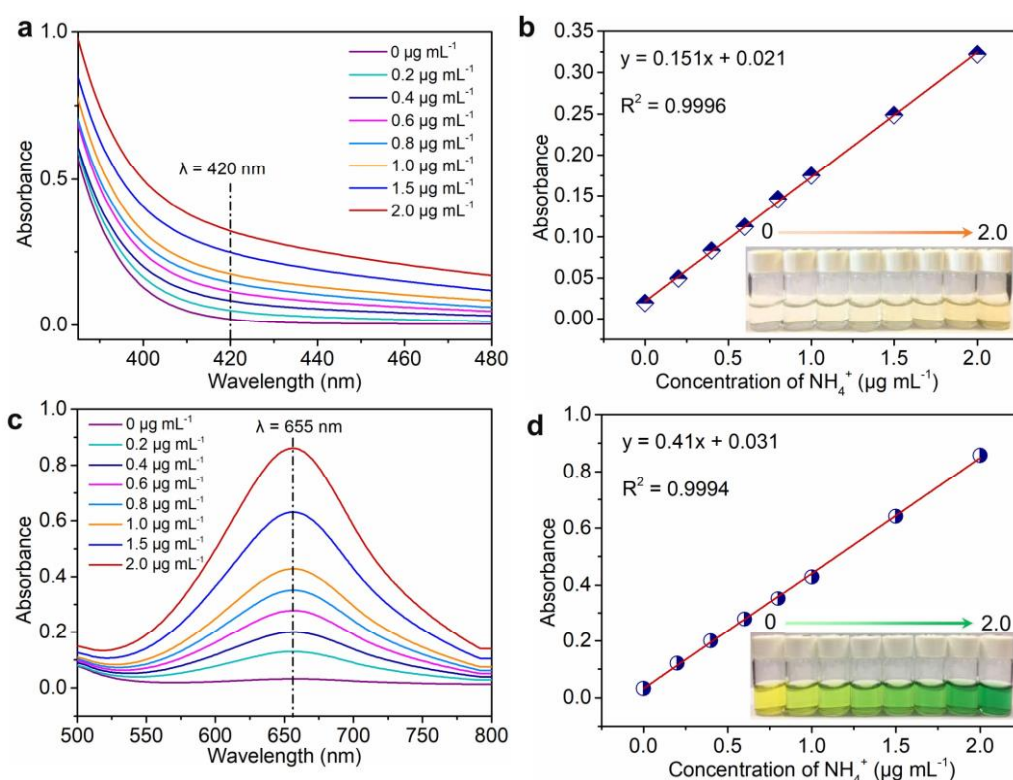 a
1.0
0.5
0.0
Absorbance
400
420
440
460
480
Wavelength (nm)
λ = 420 nm
0 µg mL⁻¹
0.2 µg mL⁻¹
0.4 µg mL⁻¹
0.6 µg mL⁻¹
0.8 µg mL⁻¹
1.0 µg mL⁻¹
1.5 µg mL⁻¹
2.0 µg mL⁻¹
b
0.35
0.30
0.25
0.20
0.15
0.10
0.05
0.00
Absorbance
y = 0.151x + 0.021
R² = 0.9996
0 2.0
0.0
0.5
1.0
1.5
2.0
Concentration of NH₄⁺ (µg mL⁻¹)
c
1.0
0.8
0.6
0.4
0.2
0.0
Absorbance
0 µg mL⁻¹
0.2 µg mL⁻¹
0.4 µg mL⁻¹
0.6 µg mL⁻¹
0.8 µg mL⁻¹
1.0 µg mL⁻¹
1.5 µg mL⁻¹
2.0 µg mL⁻¹
λ = 655 nm
500
550
600
650
700
750
800
Wavelength (nm)
d
1.0
0.8
0.6
0.4
0.2
0.0
Absorbance
y = 0.41x + 0.031
R² = 0.9994
0 2.0
0.0
0.5
1.0
1.5
2.0
Concentration of NH₄⁺ (µg mL⁻¹)